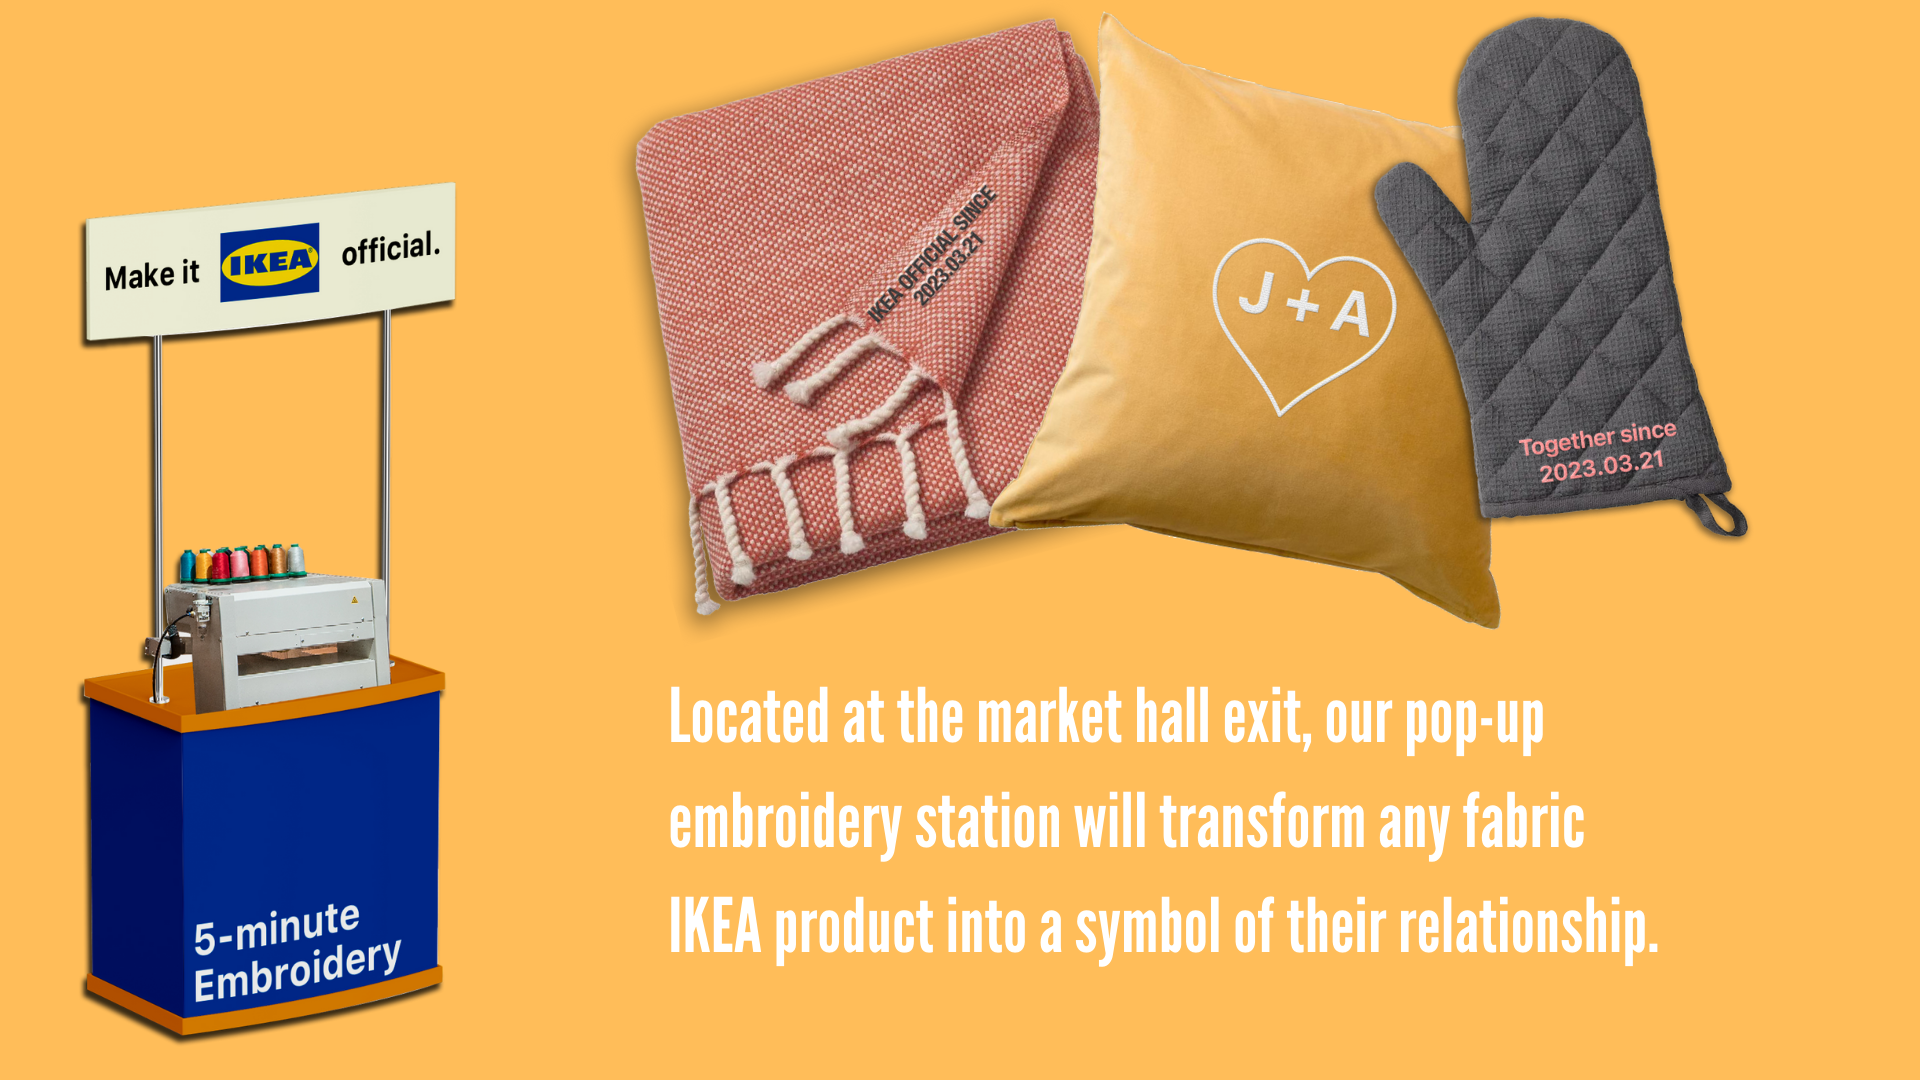 Make it IKEA official.
5-minute
Embroidery
IKEA OFFICIAL SINCE
2023.03.21
J + A
Together since
2023.03.21
Located at the market hall exit, our pop-up
embroidery station will transform any fabric
IKEA product into a symbol of their relationship.